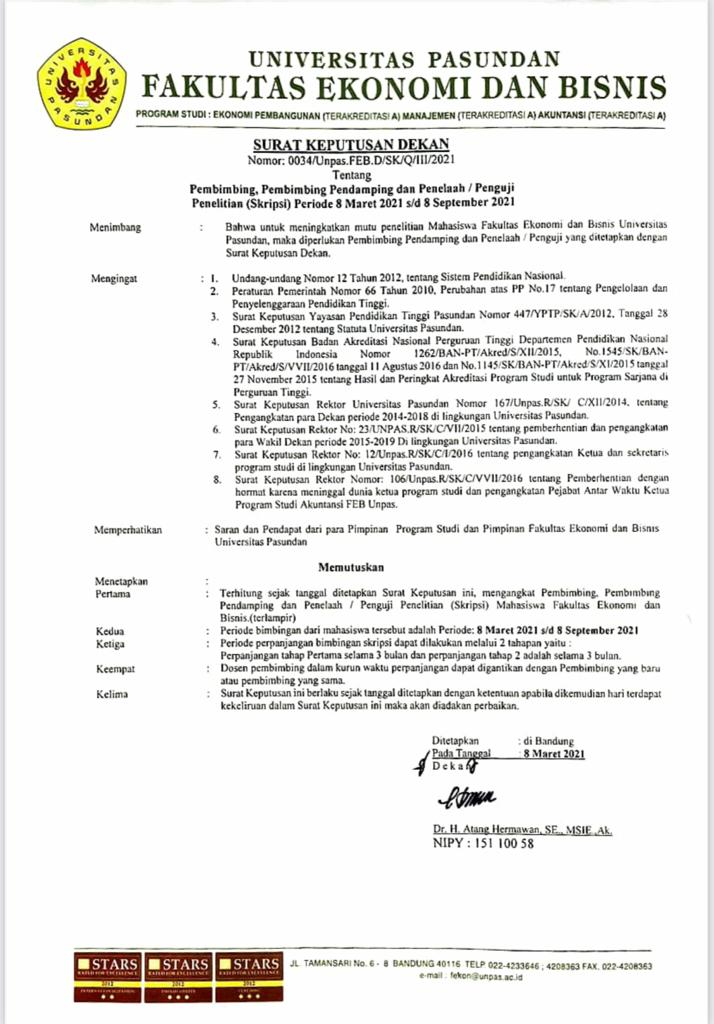 UNIVERSITAS PASUNDAN
UNIVERSITAS PASUNDAN
FAKULTAS EKONOMI DAN BISNIS
PROGRAM STUDI : EKONOMI PEMBANGUNAN (TERAKREDITASI A) MANAJEMEN (TERAKREDITASI A) AKUNTANSI (TERAKREDITASI A)
SURAT KEPUTUSAN DEKAN
Nomor: 0034/Unpas.FEB.D/SK/Q/III/2021
Tentang
Pembimbing, Pembimbing Pendamping dan Penelaah / Penguji
Penelitian (Skripsi) Periode 8 Maret 2021 s/d 8 September 2021
Menimbang : Bahwa untuk meningkatkan mutu penelitian Mahasiswa Fakultas Ekonomi dan Bisnis Universitas
Pasundan, maka diperlukan Pembimbing Pendamping dan Penelaah / Penguji yang ditetapkan dengan
Surat Keputusan Dekan.
Mengingat : 1. Undang-undang Nomor 12 Tahun 2012, tentang Sistem Pendidikan Nasional.
2. Peraturan Pemerintah Nomor 66 Tahun 2010, Perubahan atas PP No.17 tentang Pengelolaan dan
Penyelenggaraan Pendidikan Tinggi.
3. Surat Keputusan Yayasan Pendidikan Tinggi Pasundan Nomor 447/YPTP/SK/A/2012, Tanggal 28
Desember 2012 tentang Statuta Universitas Pasundan.
4. Surat Keputusan Badan Akreditasi Nasional Perguruan Tinggi Departemen Pendidikan Nasional
Republik Indonesia Nomor 1262/BAN-PT/Akred/S/XII/2015, No.1545/SK/BAN-
PT/Akred/S/VVII/2016 tanggal 11 Agustus 2016 dan No.1145/SK/BAN-PT/Akred/S/XI/2015 tanggal
27 November 2015 tentang Hasil dan Peringkat Akreditasi Program Studi untuk Program Sarjana di
Perguruan Tinggi.
5. Surat Keputusan Rektor Universitas Pasundan Nomor 167/Unpas.R/SK/ C/XII/2014, tentang
Pengangkatan para Dekan periode 2014-2018 di lingkungan Universitas Pasundan.
6. Surat Keputusan Rektor No: 23/UNPAS.R/SK/C/VII/2015 tentang pemberhentian dan pengangkatan
para Wakil Dekan periode 2015-2019 Di lingkungan Universitas Pasundan.
7. Surat Keputusan Rektor No: 12/Unpas.R/SK/C/I/2016 tentang pengangkatan Ketua dan sekretaris
program studi di lingkungan Universitas Pasundan.
8. Surat Keputusan Rektor Nomor: 106/Unpas.R/SK/C/VVII/2016 tentang Pemberhentian dengan
hormat karena meninggal dunia ketua program studi dan pengangkatan Pejabat Antar Waktu Ketua
Program Studi Akuntansi FEB Unpas.
Memperhatikan : Saran dan Pendapat dari para Pimpinan Program Studi dan Pimpinan Fakultas Ekonomi dan Bisnis
Universitas Pasundan
Memutuskan
Menetapkan :
Pertama : Terhitung sejak tanggal ditetapkan Surat Keputusan ini, mengangkat Pembimbing, Pembimbing
Pendamping dan Penelaah / Penguji Penelitian (Skripsi) Mahasiswa Fakultas Ekonomi dan
Bisnis.(terlampir)
Kedua : Periode bimbingan dari mahasiswa tersebut adalah Periode: 8 Maret 2021 s/d 8 September 2021
Ketiga : Periode perpanjangan bimbingan skripsi dapat dilakukan melalui 2 tahapan yaitu :
Perpanjangan tahap Pertama selama 3 bulan dan perpanjangan tahap 2 adalah selama 3 bulan.
Keempat : Dosen pembimbing dalam kurun waktu perpanjangan dapat digantikan dengan Pembimbing yang baru
atau pembimbing yang sama.
Kelima : Surat Keputusan ini berlaku sejak tanggal ditetapkan dengan ketentuan apabila dikemudian hari terdapat
kekeliruan dalam Surat Keputusan ini maka akan diadakan perbaikan.
Ditetapkan : di Bandung
Pada Tanggal : 8 Maret 2021
Dekan
Dr. H. Atang Hermawan, SE., MSIE.,Ak.
NIPY : 151 100 58
STARS STARS STARS
RATED FOR EXCELLENCE RATED FOR EXCELLENCE RATED FOR EXCELLENCE
2012 2012 2012
JL. TAMANSARI No. 6 - 8 BANDUNG 40116 TELP 022-4233646 ; 4208363 FAX. 022-4208363
e-mail : fekon@unpas.ac.id